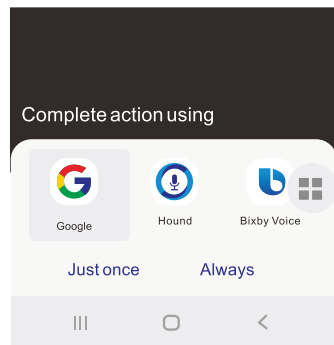 Complete action using
Google
Hound
Bixby Voice
Just once
Always